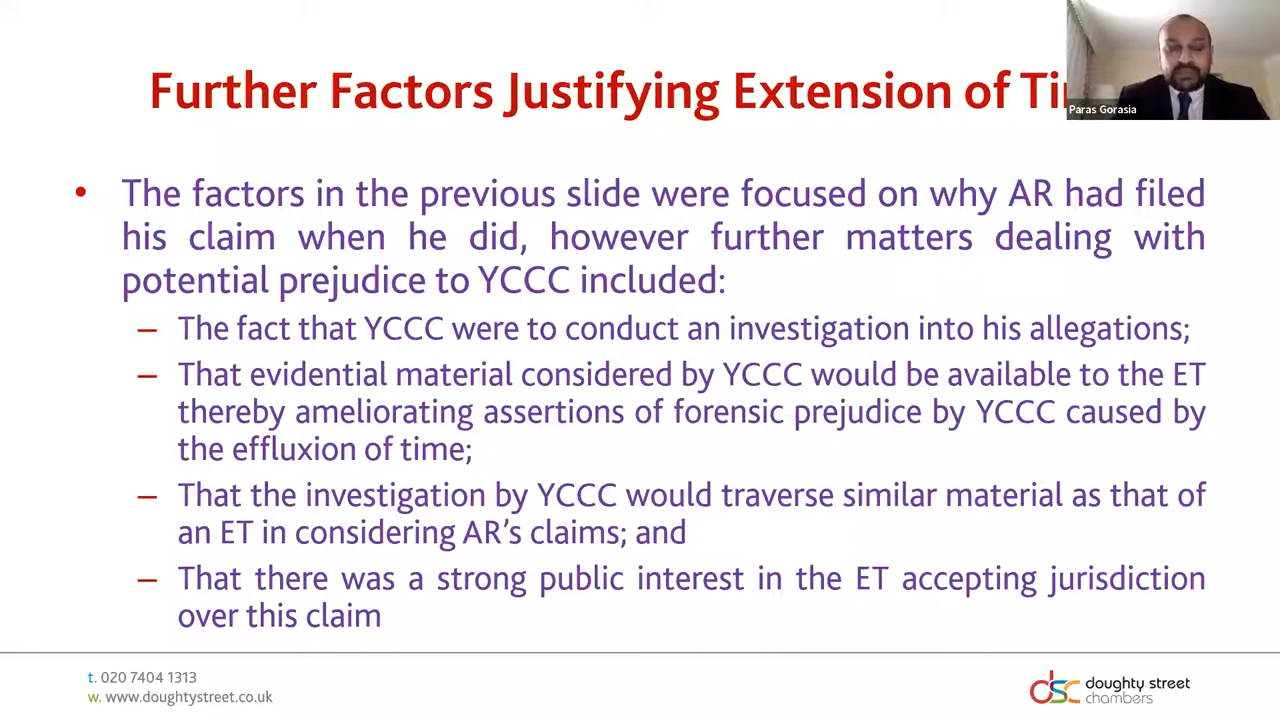 Further Factors Justifying Extension of
Paras Gorasia
• The factors in the previous slide were focused on why AR had filed
his claim when he did, however further matters dealing with
potential prejudice to YCCC included:
– The fact that YCCC were to conduct an investigation into his allegations;
– That evidential material considered by YCCC would be available to the ET
thereby ameliorating assertions of forensic prejudice by YCCC caused by
the effluxion of time;
– That the investigation by YCCC would traverse similar material as that of
an ET in considering AR’s claims; and
– That there was a strong public interest in the ET accepting jurisdiction
over this claim
t. 020 7404 1313
w. www.doughtystreet.co.uk
dsc doughty street
chambers